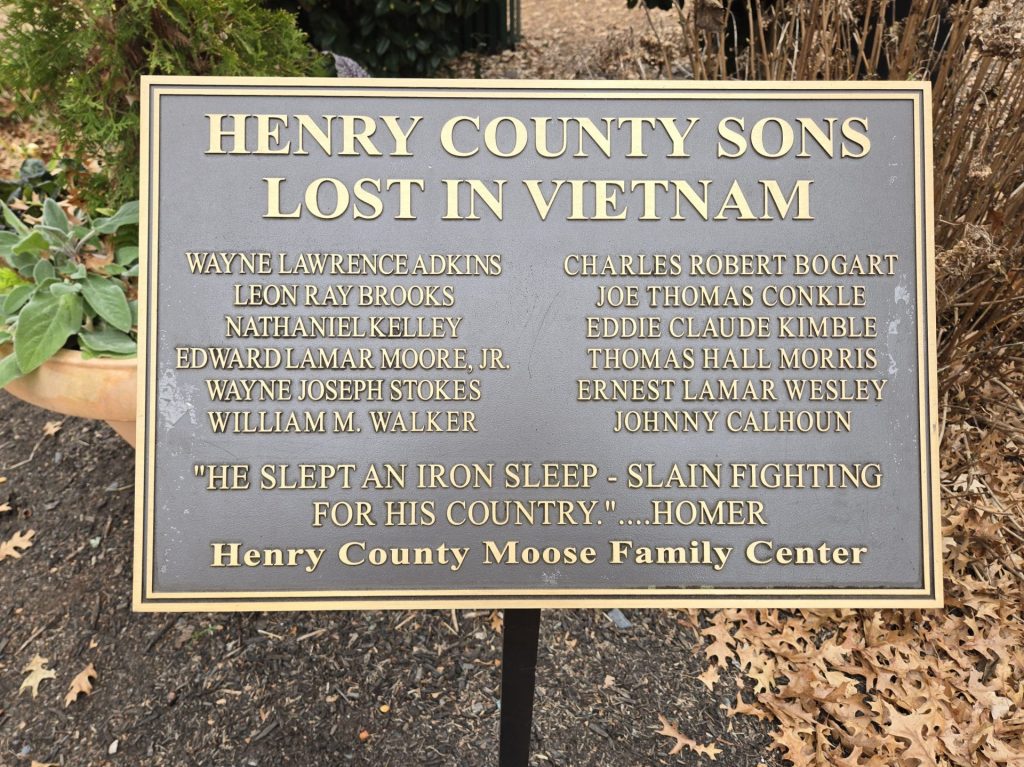 HENRY COUNTY SONS
LOST IN VIETNAM
WAYNE LAWRENCE ADKINS
LEON RAY BROOKS
NATHANIEL KELLEY
EDWARD LAMAR MOORE, JR.
WAYNE JOSEPH STOKES
WILLIAM M. WALKER
CHARLES ROBERT BOGART
JOE THOMAS CONKLE
EDDIE CLAUDE KIMBLE
THOMAS HALL MORRIS
ERNEST LAMAR WESLEY
JOHNNY CALHOUN
"HE SLEPT AN IRON SLEEP - SLAIN FIGHTING
FOR HIS COUNTRY."....HOMER
Henry County Moose Family Center